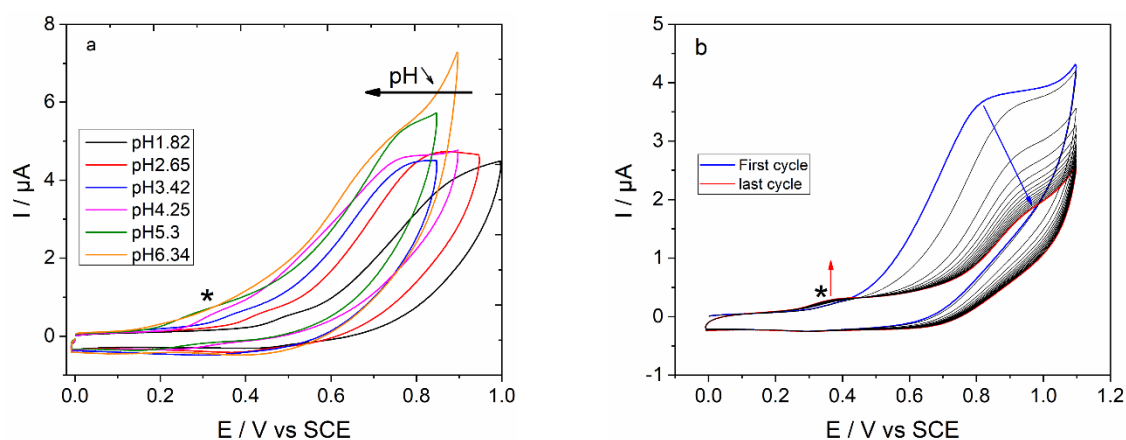 a
pH
pH1.82
pH2.65
pH3.42
pH4.25
pH5.3
pH6.34
*
8
6
4
2
0
I / µA
0.0 0.2 0.4 0.6 0.8 1.0
E / V vs SCE
b
First cycle
last cycle
*
5
4
3
2
1
0
-1
I / µA
0.0 0.2 0.4 0.6 0.8 1.0 1.2
E / V vs SCE